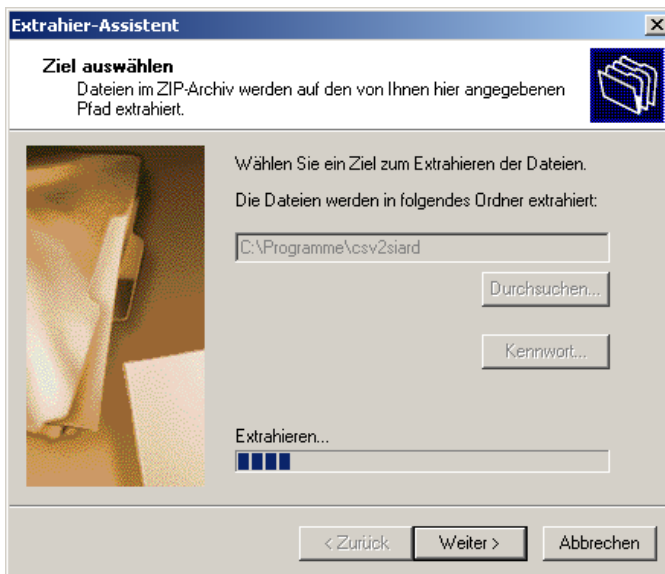 Extrahier-Assistent
Ziel auswählen
Dateien im ZIP-Archiv werden auf den von Ihnen hier angegebenen
Pfad extrahiert.
Wählen Sie ein Ziel zum Extrahieren der Dateien.
Die Dateien werden in folgendes Ordner extrahiert:
C:\Programme\csv2siard
Durchsuchen...
Kennwort...
Extrahieren...
< Zurück Weiter > Abbrechen